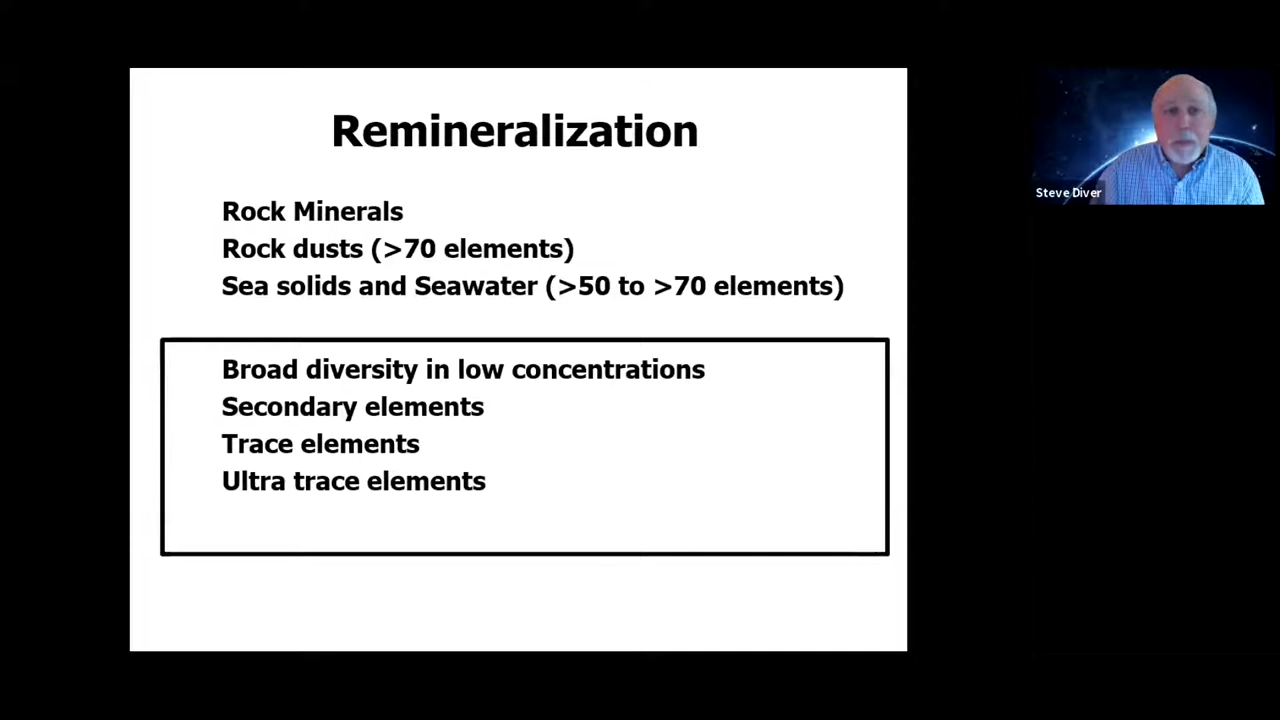 Remineralization
Rock Minerals
Rock dusts (>70 elements)
Sea solids and Seawater (>50 to >70 elements)
Broad diversity in low concentrations
Secondary elements
Trace elements
Ultra trace elements
Steve Diver